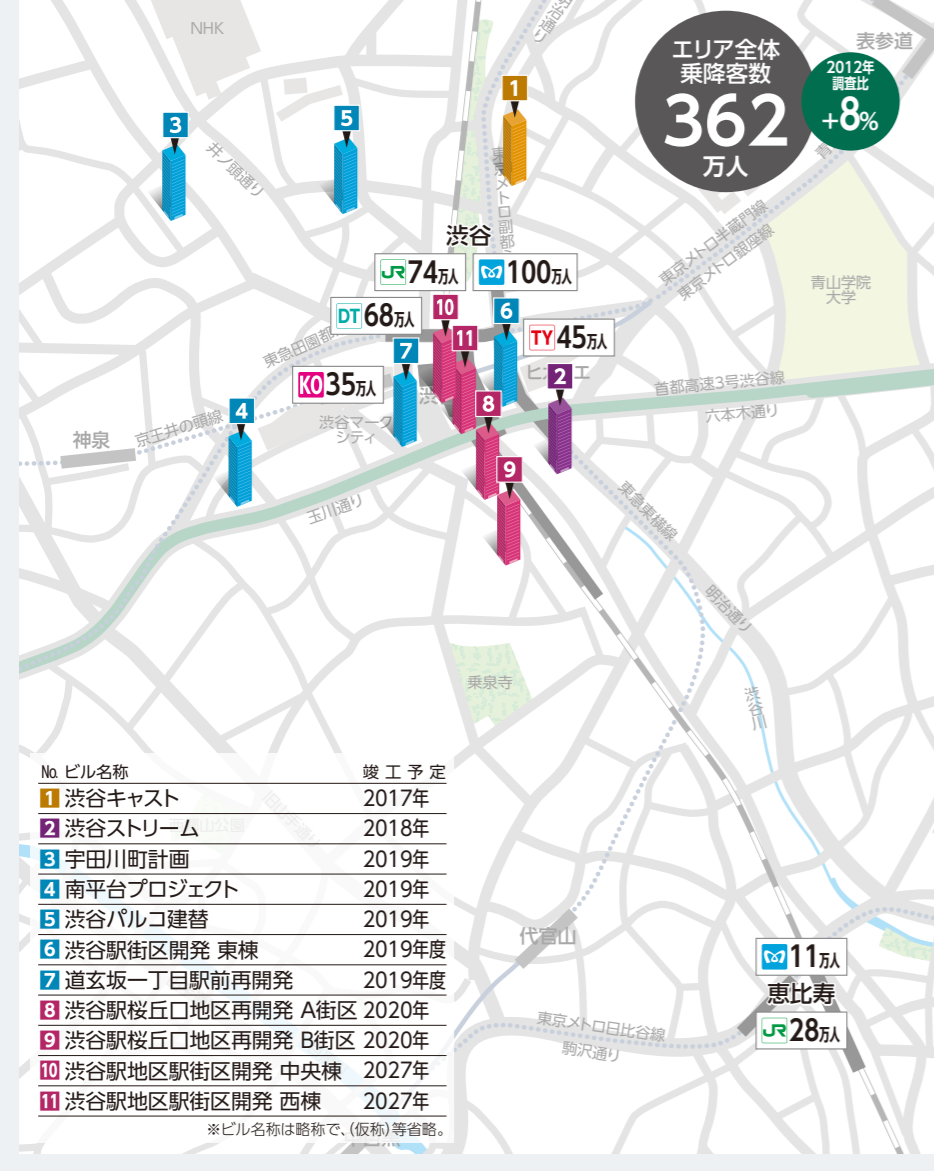 NHK
明治通り
表参道
エリア全体
乗降客数
362
万人
2012年
調査比
+8%
1
3
5
井ノ頭通り
東京メトロ副都
渋谷
東京メトロ半蔵門線
東京メトロ銀座線
青山学院
大学
JR 74万人
100万人
DT 68万人
10
6
TY 45万人
11
東急田園都
7
KO 35万人
2
首都高速3号渋谷線
六本木通り
渋谷マーク
シティ
8
4
京王井の頭線
神泉
9
玉川通り
東急東横線
明治通り
乗泉寺
渋谷川
No. ビル名称 竣工予定
1 渋谷キャスト 2017年
2 渋谷ストリーム 2018年
3 宇田川町計画 2019年
4 南平台プロジェクト 2019年
5 渋谷パルコ建替 2019年
6 渋谷駅街区開発 東棟 2019年度
7 道玄坂一丁目駅前再開発 2019年度
8 渋谷駅桜丘口地区再開発 A街区 2020年
9 渋谷駅桜丘口地区再開発 B街区 2020年
10 渋谷駅地区駅街区開発 中央棟 2027年
11 渋谷駅地区駅街区開発 西棟 2027年
※ビル名称は略称で、(仮称)等省略。
代官山
11万人
恵比寿
JR 28万人
東京メトロ日比谷線
駒沢通り